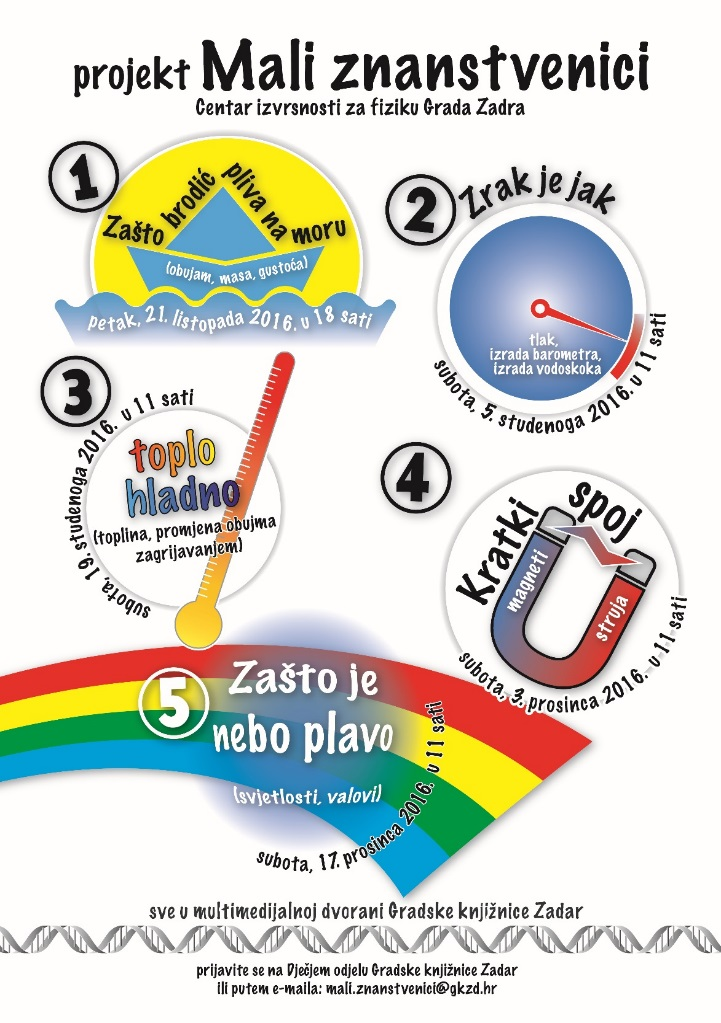 projekt Mali znanstvenici
Centar izvrsnosti za fiziku Grada Zadra
1
Zašto brodić pliva na moru
(obujam, masa, gustoća)
petak, 21. listopada 2016. u 18 sati
2
Zrak je jak
tlak,
izrada barometra,
izrada vodoskoka
subota, 5. studenoga 2016. u 11 sati
3
toplo
hladno
(toplina, promjena obujma
zagrijavanjem)
subota, 19. studenoga 2016. u 11 sati
4
Kratki spoj
magneti
struja
subota, 3. prosinca 2016. u 11 sati
5
Zašto je
nebo plavo
(svjetlosti, valovi)
subota, 17. prosinca 2016. u 11 sati
sve u multimedijalnoj dvorani Gradske knjižnice Zadar
prijavite se na Dječjem odjelu Gradske knjižnice Zadar
ili putem e-maila: mali.znanstvenici@gkzd.hr